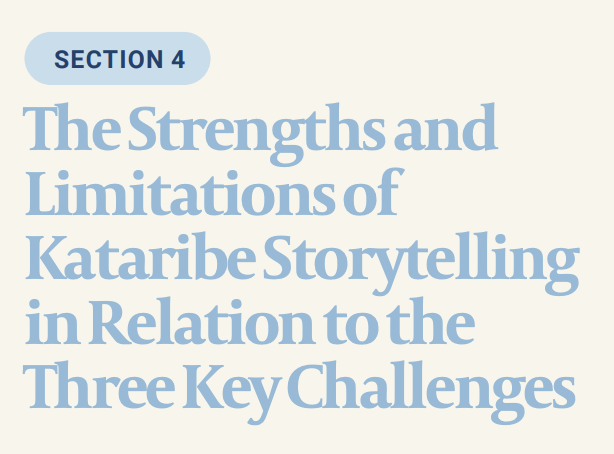 SECTION 4
The Strengths and
Limitations of
Kataribe Storytelling
in Relation to the
Three Key Challenges